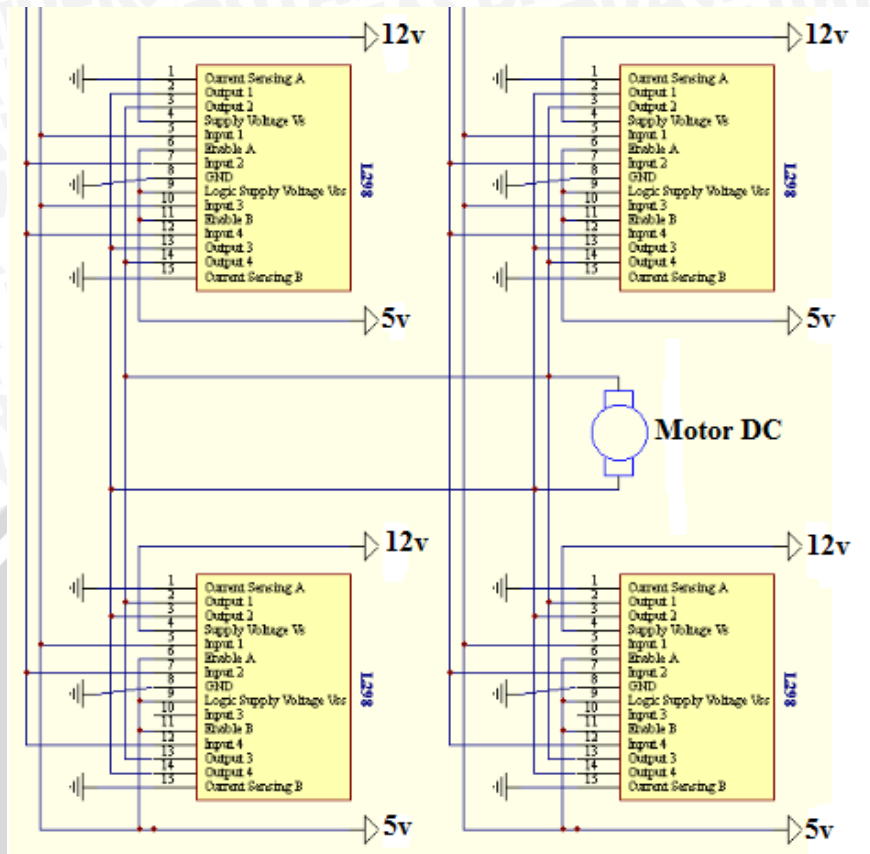 12v
1 Current Sensing A
2 Output 1
3 Output 2
4 Supply Voltage Vs
5 Input 1
6 Enable A
7 Input 2
8 GND
9 Logic Supply Voltage Vss
10 Input 3
11 Enable B
12 Input 4
13 Output 3
14 Output 4
15 Current Sensing B
L298
5v
12v
1 Current Sensing A
2 Output 1
3 Output 2
4 Supply Voltage Vs
5 Input 1
6 Enable A
7 Input 2
8 GND
9 Logic Supply Voltage Vss
10 Input 3
11 Enable B
12 Input 4
13 Output 3
14 Output 4
15 Current Sensing B
L298
5v
Motor DC
12v
1 Current Sensing A
2 Output 1
3 Output 2
4 Supply Voltage Vs
5 Input 1
6 Enable A
7 Input 2
8 GND
9 Logic Supply Voltage Vss
10 Input 3
11 Enable B
12 Input 4
13 Output 3
14 Output 4
15 Current Sensing B
L298
5v
12v
1 Current Sensing A
2 Output 1
3 Output 2
4 Supply Voltage Vs
5 Input 1
6 Enable A
7 Input 2
8 GND
9 Logic Supply Voltage Vss
10 Input 3
11 Enable B
12 Input 4
13 Output 3
14 Output 4
15 Current Sensing B
L298
5v